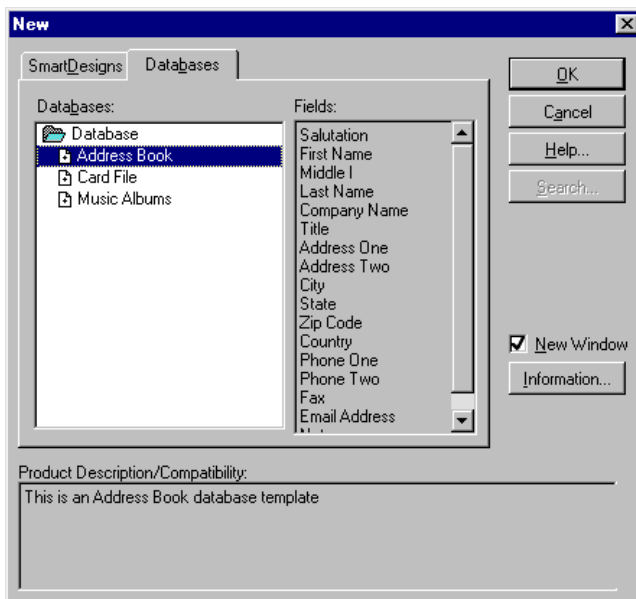 New
SmartDesigns
Databases
OK
Cancel
Help...
Search...
Databases:
Database
Address Book
Card File
Music Albums
Fields:
Salutation
First Name
Middle I
Last Name
Company Name
Title
Address One
Address Two
City
State
Zip Code
Country
Phone One
Phone Two
Fax
Email Address
New Window
Information...
Product Description/Compatibility:
This is an Address Book database template